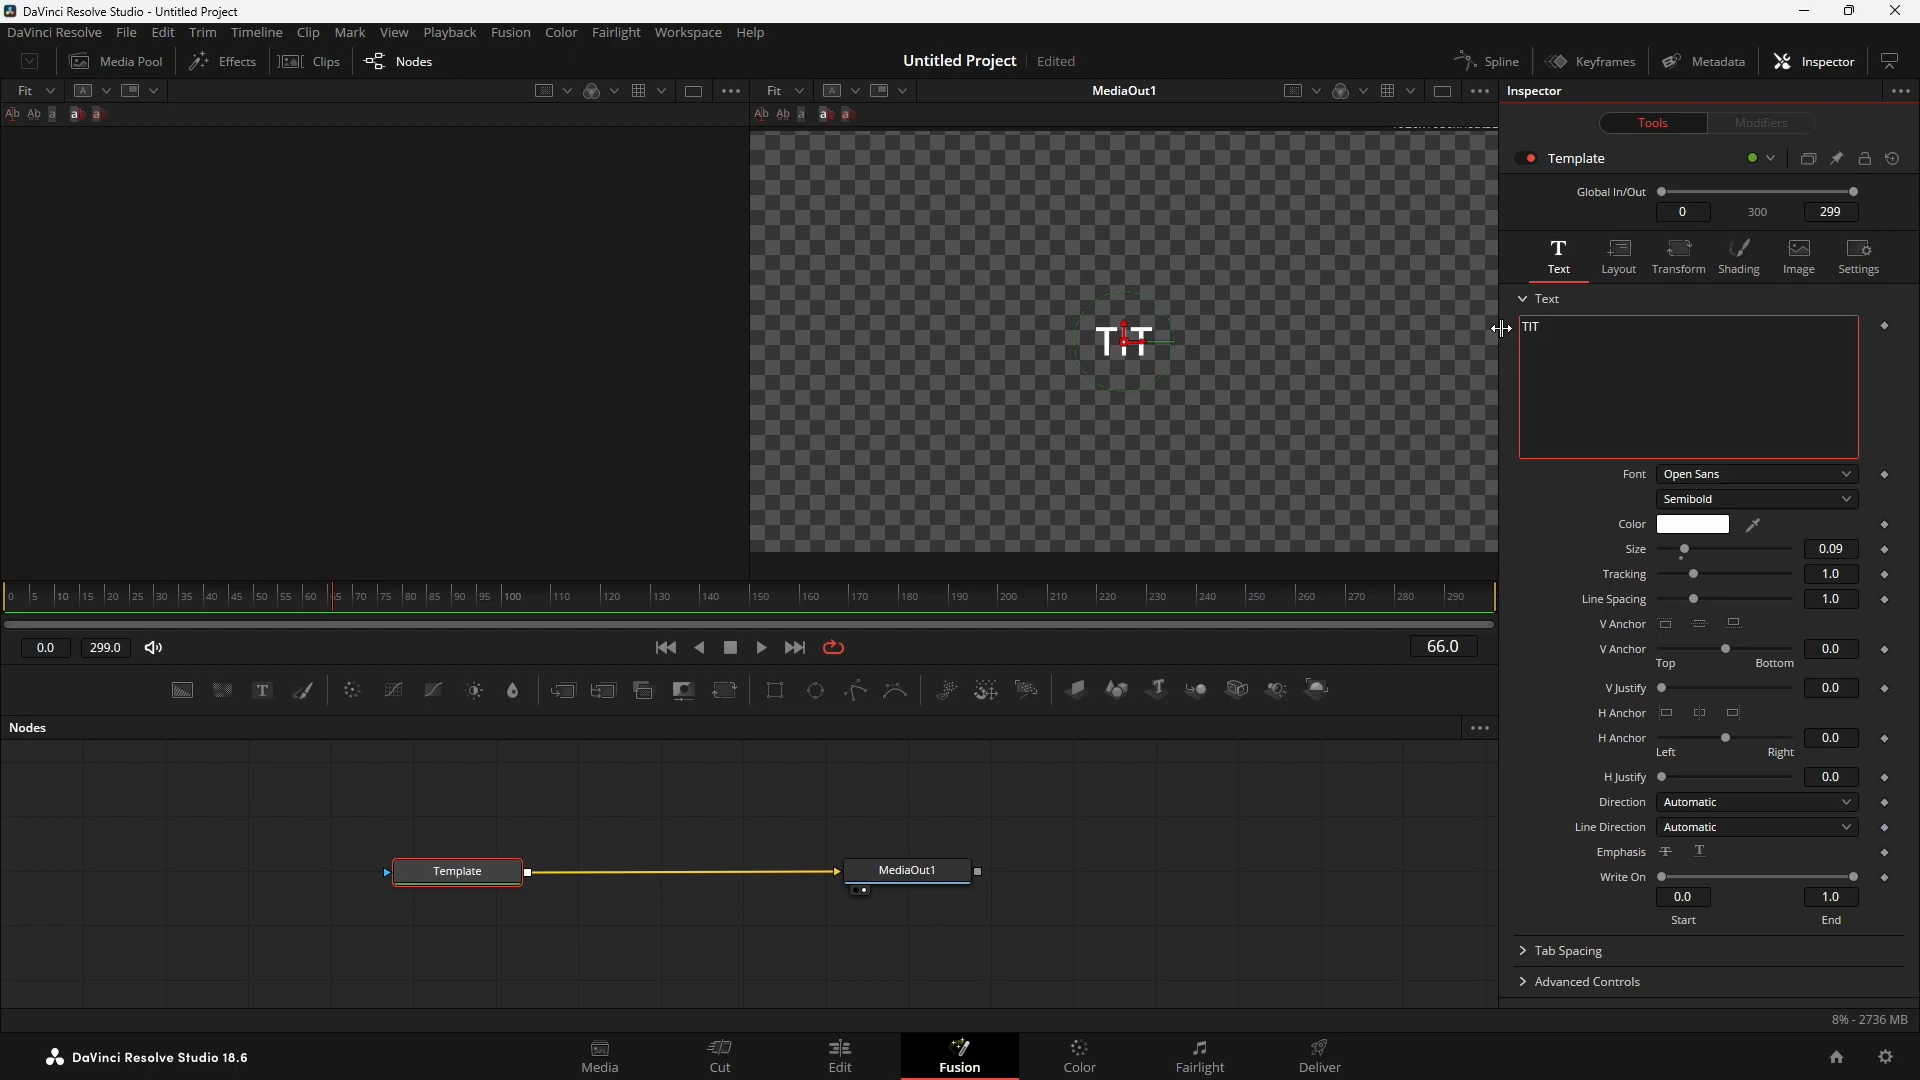 DaVinci Resolve Studio - Untitled Project
DaVinci Resolve File Edit Trim Timeline Clip Mark View Playback Fusion Color Fairlight Workspace Help
Media Pool Effects Clips Nodes Untitled Project Edited Spline Keyframes Metadata Inspector
Fit A Fit A MediaOut1 Inspector
Ab Ab a ab a Ab Ab a ab a
Tools Modifiers
Template
Global In/Out
0 300 299
T
Text Layout Transform Shading Image Settings
Text
TIT
TIT
Font Open Sans
Semibold
Color
Size 0.09
Tracking 1.0
Line Spacing 1.0
V Anchor
V Anchor 0.0
Top Bottom
V Justify 0.0
H Anchor
H Anchor 0.0
Left Right
H Justify 0.0
Direction Automatic
Line Direction Automatic
Emphasis T T
Write On
0.0 1.0
Start End
Tab Spacing
Advanced Controls
0 5 10 15 20 25 30 35 40 45 50 55 60 65 70 75 80 85 90 95 100 110 120 130 140 150 160 170 180 190 200 210 220 230 240 250 260 270 280 290
0.0 299.0 66.0
T T
Nodes
Template MediaOut1
8% - 2736 MB
DaVinci Resolve Studio 18.6 Media Cut Edit Fusion Color Fairlight Deliver